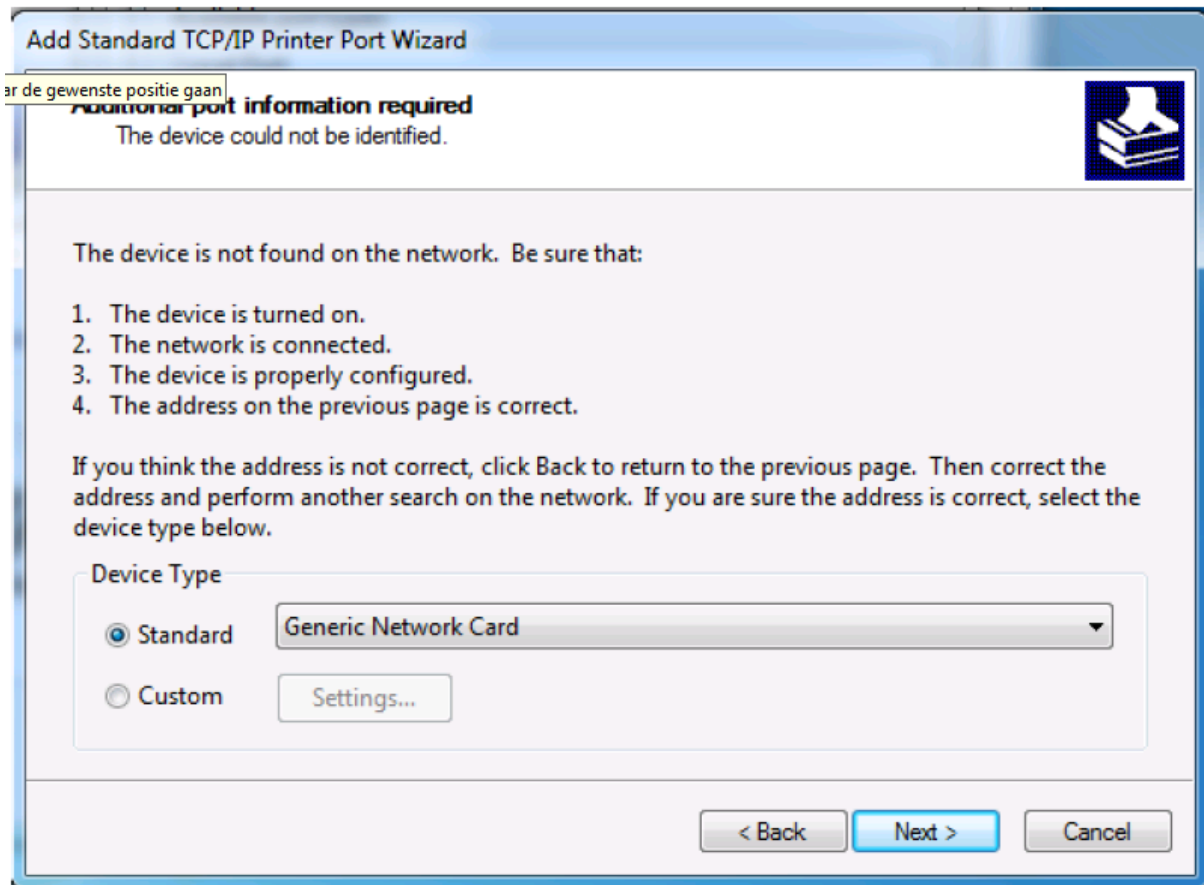 Add Standard TCP/IP Printer Port Wizard
ar de gewenste positie gaan
Additional port information required
The device could not be identified.
The device is not found on the network.  Be sure that:
1.  The device is turned on.
2.  The network is connected.
3.  The device is properly configured.
4.  The address on the previous page is correct.
If you think the address is not correct, click Back to return to the previous page.  Then correct the
address and perform another search on the network.  If you are sure the address is correct, select the
device type below.
Device Type
Standard
Generic Network Card
Custom
Settings...
< Back
Next >
Cancel